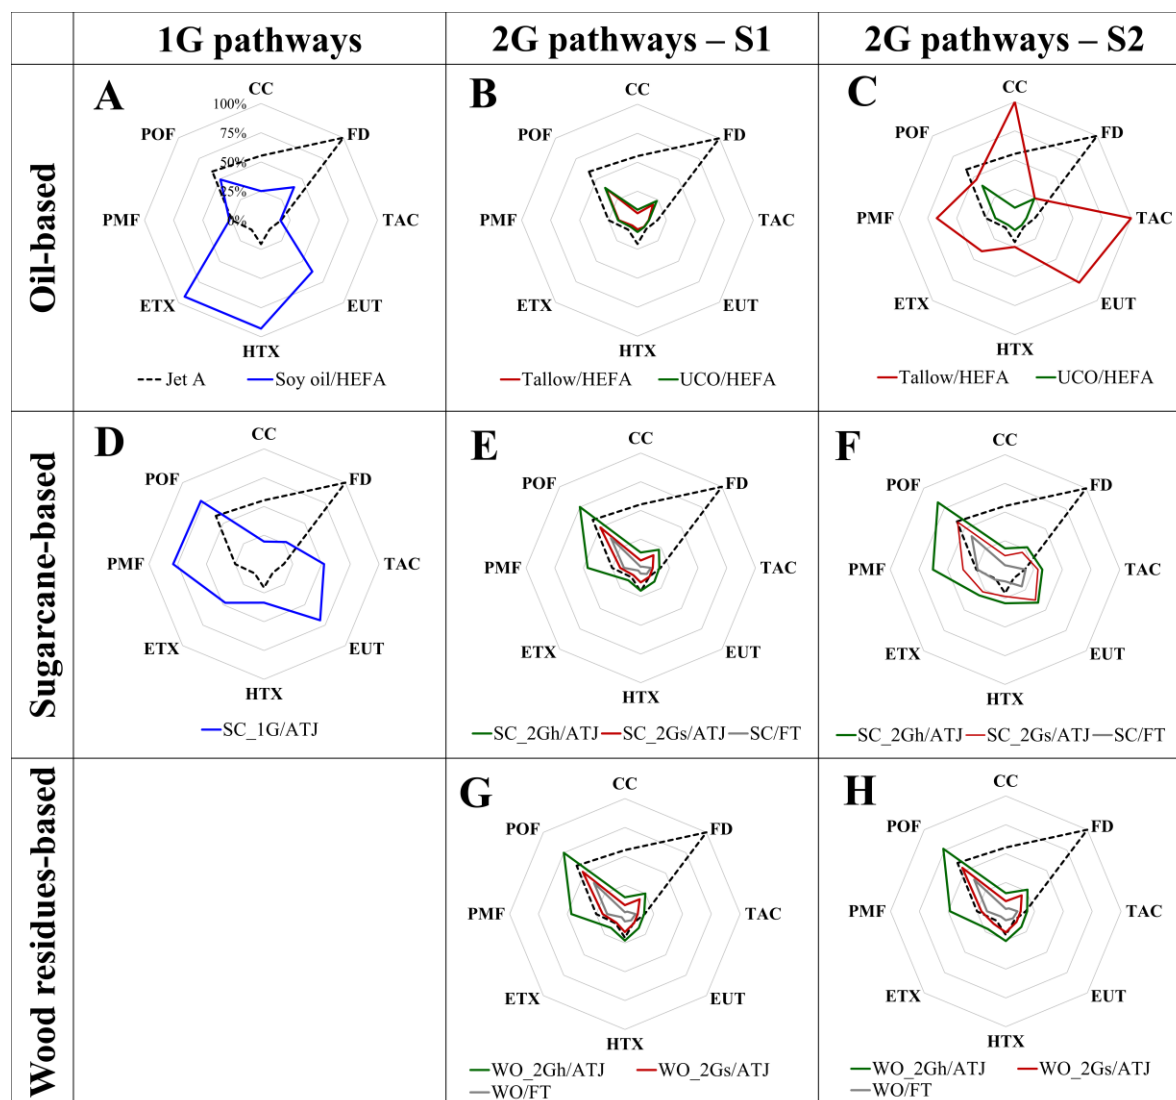 1G pathways
2G pathways – S1
2G pathways – S2
Oil-based
A
CC
100%
75%
50%
25%
0%
FD
TAC
EUT
HTX
ETX
PMF
POF
Jet A
Soy oil/HEFA
B
CC
FD
TAC
EUT
HTX
ETX
PMF
POF
Tallow/HEFA
UCO/HEFA
C
CC
FD
TAC
EUT
HTX
ETX
PMF
POF
Tallow/HEFA
UCO/HEFA
Sugarcane-based
D
CC
FD
TAC
EUT
HTX
ETX
PMF
POF
SC_1G/ATJ
E
CC
FD
TAC
EUT
HTX
ETX
PMF
POF
SC_2Gh/ATJ
SC_2Gs/ATJ
SC/FT
F
CC
FD
TAC
EUT
HTX
ETX
PMF
POF
SC_2Gh/ATJ
SC_2Gs/ATJ
SC/FT
Wood residues-based
G
CC
FD
TAC
EUT
HTX
ETX
PMF
POF
WO_2Gh/ATJ
WO_2Gs/ATJ
WO/FT
H
CC
FD
TAC
EUT
HTX
ETX
PMF
POF
WO_2Gh/ATJ
WO_2Gs/ATJ
WO/FT